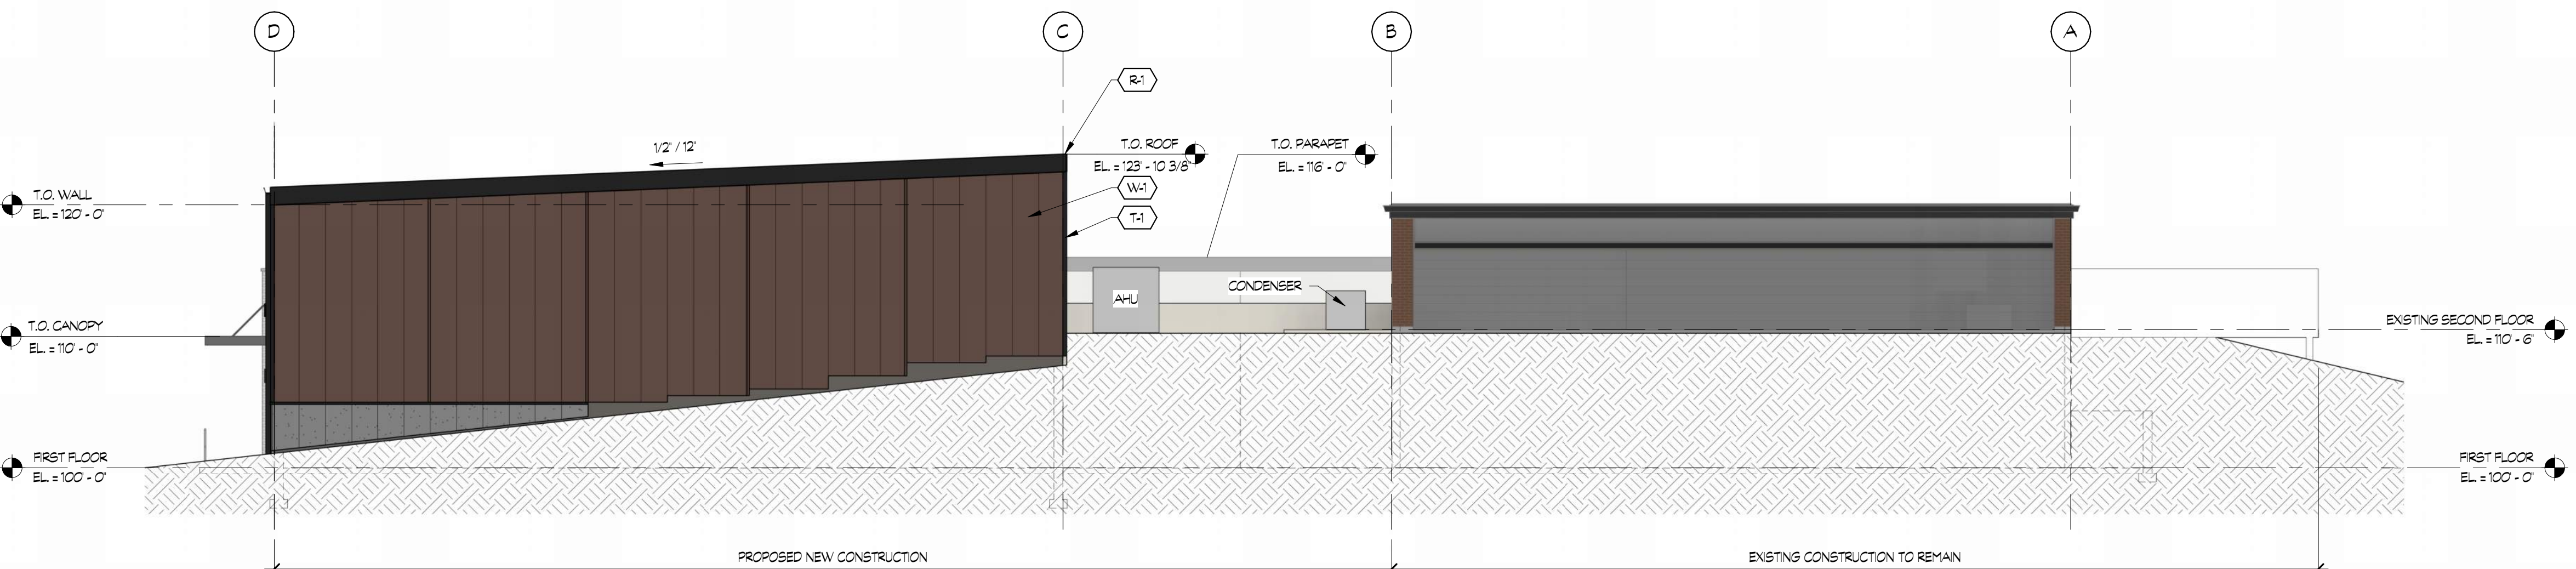 D
C
B
A
R-1
1/2" / 12"
T.O. ROOF
EL. = 123' - 10 3/8"
T.O. PARAPET
EL. = 116' - 0"
W-1
T.O. WALL
EL. = 120' - 0"
T-1
CONDENSER
AHU
T.O. CANOPY
EL. = 110' - 0"
EXISTING SECOND FLOOR
EL. = 110' - 6"
FIRST FLOOR
EL. = 100' - 0"
FIRST FLOOR
EL. = 100' - 0"
PROPOSED NEW CONSTRUCTION
EXISTING CONSTRUCTION TO REMAIN